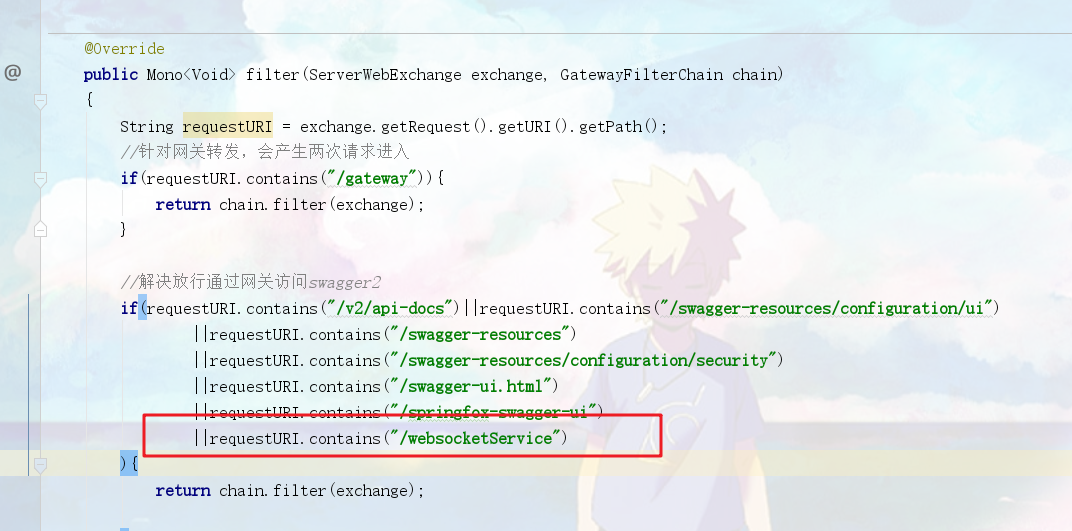 @Override
@
public Mono<Void> filter(ServerWebExchange exchange, GatewayFilterChain chain)
{
String requestURI = exchange.getRequest().getURI().getPath();
//针对网关转发，会产生两次请求进入
if(requestURI.contains("/gateway")){
return chain.filter(exchange);
}
//解决放行通过网关访问swagger2
if(requestURI.contains("/v2/api-docs")||requestURI.contains("/swagger-resources/configuration/ui")
||requestURI.contains("/swagger-resources")
||requestURI.contains("/swagger-resources/configuration/security")
||requestURI.contains("/swagger-ui.html")
||requestURI.contains("/springfox-swagger-ui")
||requestURI.contains("/websocketService")
){
return chain.filter(exchange);